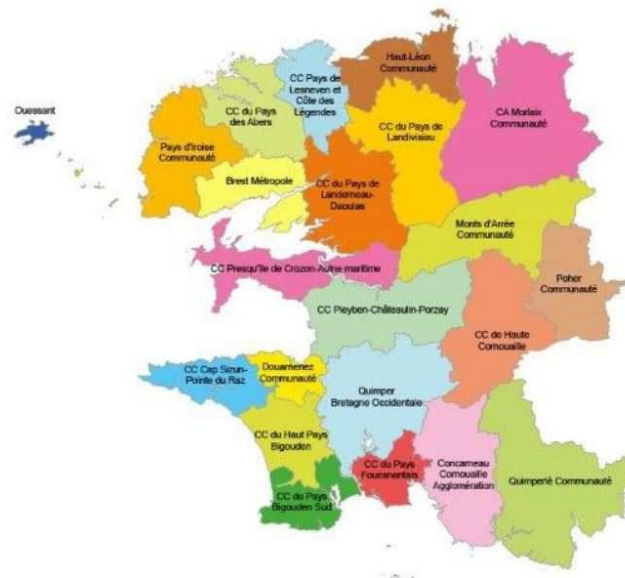 Haut-Léon
Communauté
CC Pays de
Lesneven et
Côte des
Légendes
Ouessant
CC du Pays
des Abers
CA Morlaix
Communauté
CC du Pays de
Landivisiau
Pays d'Iroise
Communauté
Brest Métropole
CC du Pays de
Landerneau-
Daoulas
Monts d'Arrée
Communauté
CC Presqu'île de Crozon-Aulne maritime
Poher
Communauté
CC Pleyben-Châteaulin-Porzay
CC de Haute
Cornouaille
CC Cap Sizun-
Pointe du Raz
Douarnenez
Communauté
Quimper
Bretagne Occidentale
CC du Haut Pays
Bigouden
CC du Pays
Fouesnantais
Concarneau
Cornouaille
Agglomération
Quimperlé Communauté
CC du Pays
Bigouden Sud